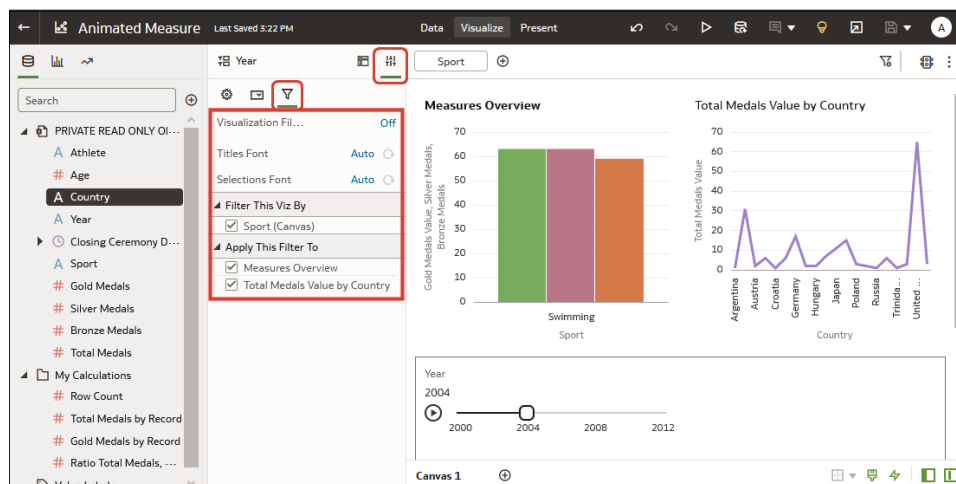 Animated Measure Last Saved 3:22 PM Data Visualize Present A
Year
Sport
Search
PRIVATE READ ONLY Ol...
A Athlete
# Age
A Country
A Year
Closing Ceremony D...
A Sport
# Gold Medals
# Silver Medals
# Bronze Medals
# Total Medals
My Calculations
# Row Count
# Total Medals by Record
# Gold Medals by Record
# Ratio Total Medals, ...
Visualization Fil... Off
Titles Font Auto
Selections Font Auto
Filter This Viz By
Sport (Canvas)
Apply This Filter To
Measures Overview
Total Medals Value by Country
Measures Overview
Gold Medals Value, Silver Medals,
Bronze Medals
70
60
50
40
30
20
10
0
Swimming
Sport
Total Medals Value by Country
Total Medals Value
70
60
50
40
30
20
10
0
Argentina
Austria
Croatia
Germany
Hungary
Japan
Poland
Russia
Trinida...
United ...
Country
Year
2004
2000 2004 2008 2012
Canvas 1